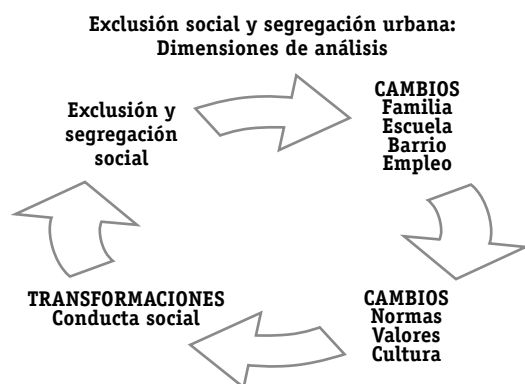 Exclusión social y segregación urbana:
Dimensiones de análisis
Exclusión y
segregación
social
CAMBIOS
Familia
Escuela
Barrio
Empleo
CAMBIOS
Normas
Valores
Cultura
TRANSFORMACIONES
Conducta social